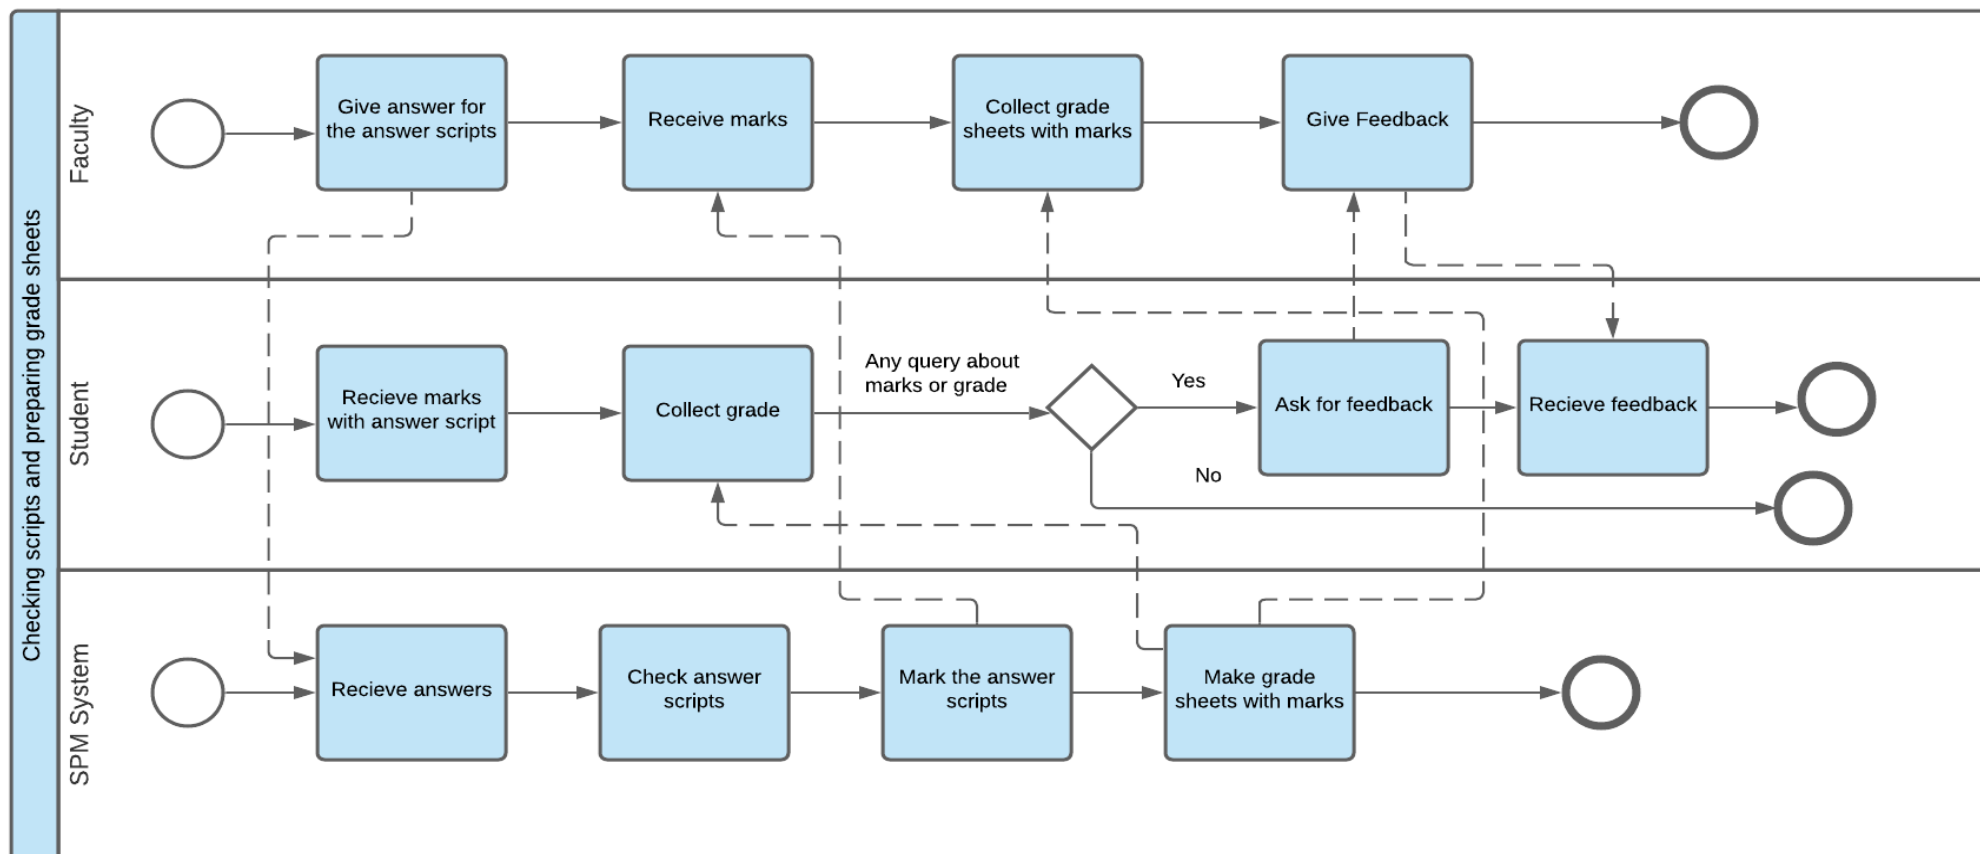 Checking scripts and preparing grade sheets
Faculty
Give answer for
the answer scripts
Receive marks
Collect grade
sheets with marks
Give Feedback
Student
Recieve marks
with answer script
Collect grade
Any query about
marks or grade
Yes
No
Ask for feedback
Recieve feedback
SPM System
Recieve answers
Check answer
scripts
Mark the answer
scripts
Make grade
sheets with marks